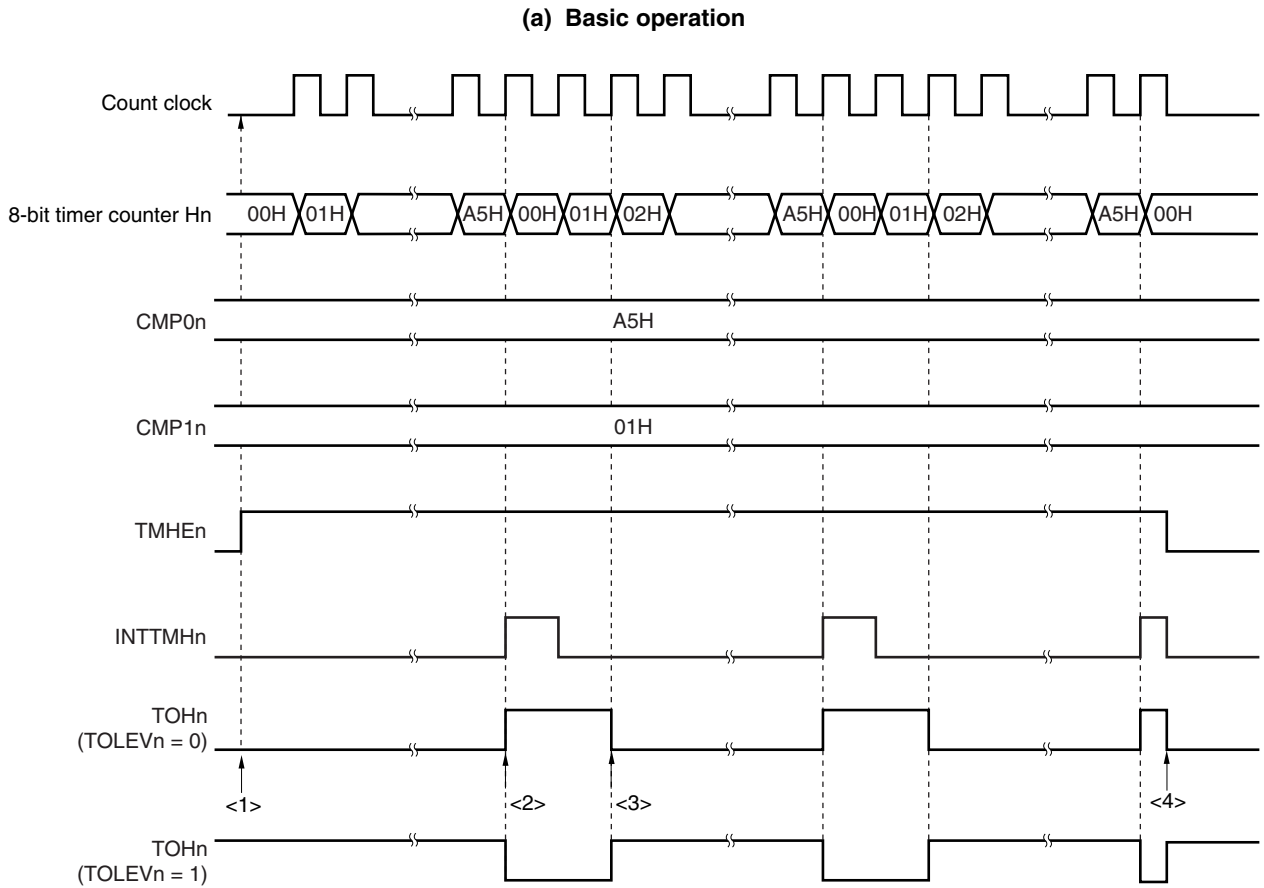 (a) Basic operation
Count clock
8-bit timer counter Hn
00H 01H A5H 00H 01H 02H A5H 00H 01H 02H A5H 00H
CMP0n
A5H
CMP1n
01H
TMHEn
INTTMHn
TOHn
(TOLEVn = 0)
<1> <2> <3> <4>
TOHn
(TOLEVn = 1)